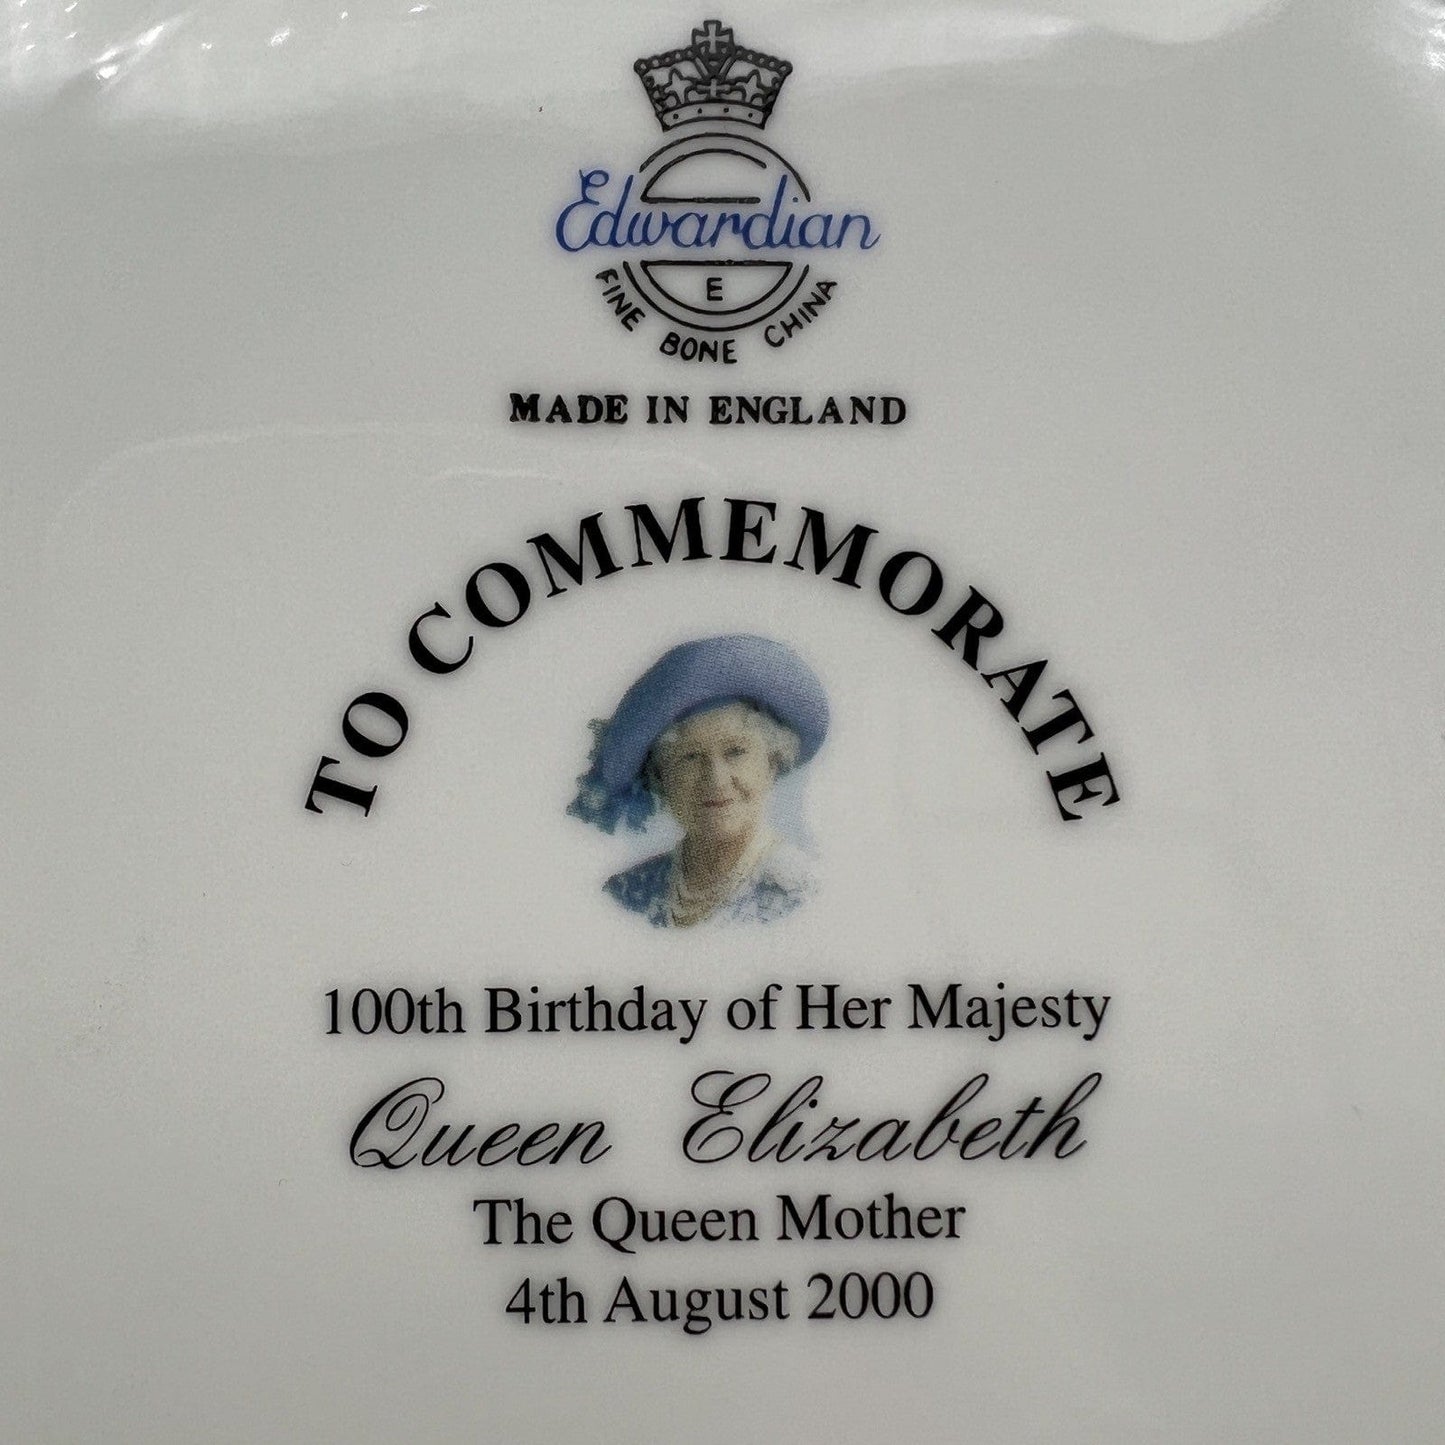 Edwardian
E
FINE BONE CHINA
MADE IN ENGLAND
TO COMMEMORATE
100th Birthday of Her Majesty
Queen Elizabeth
The Queen Mother
4th August 2000